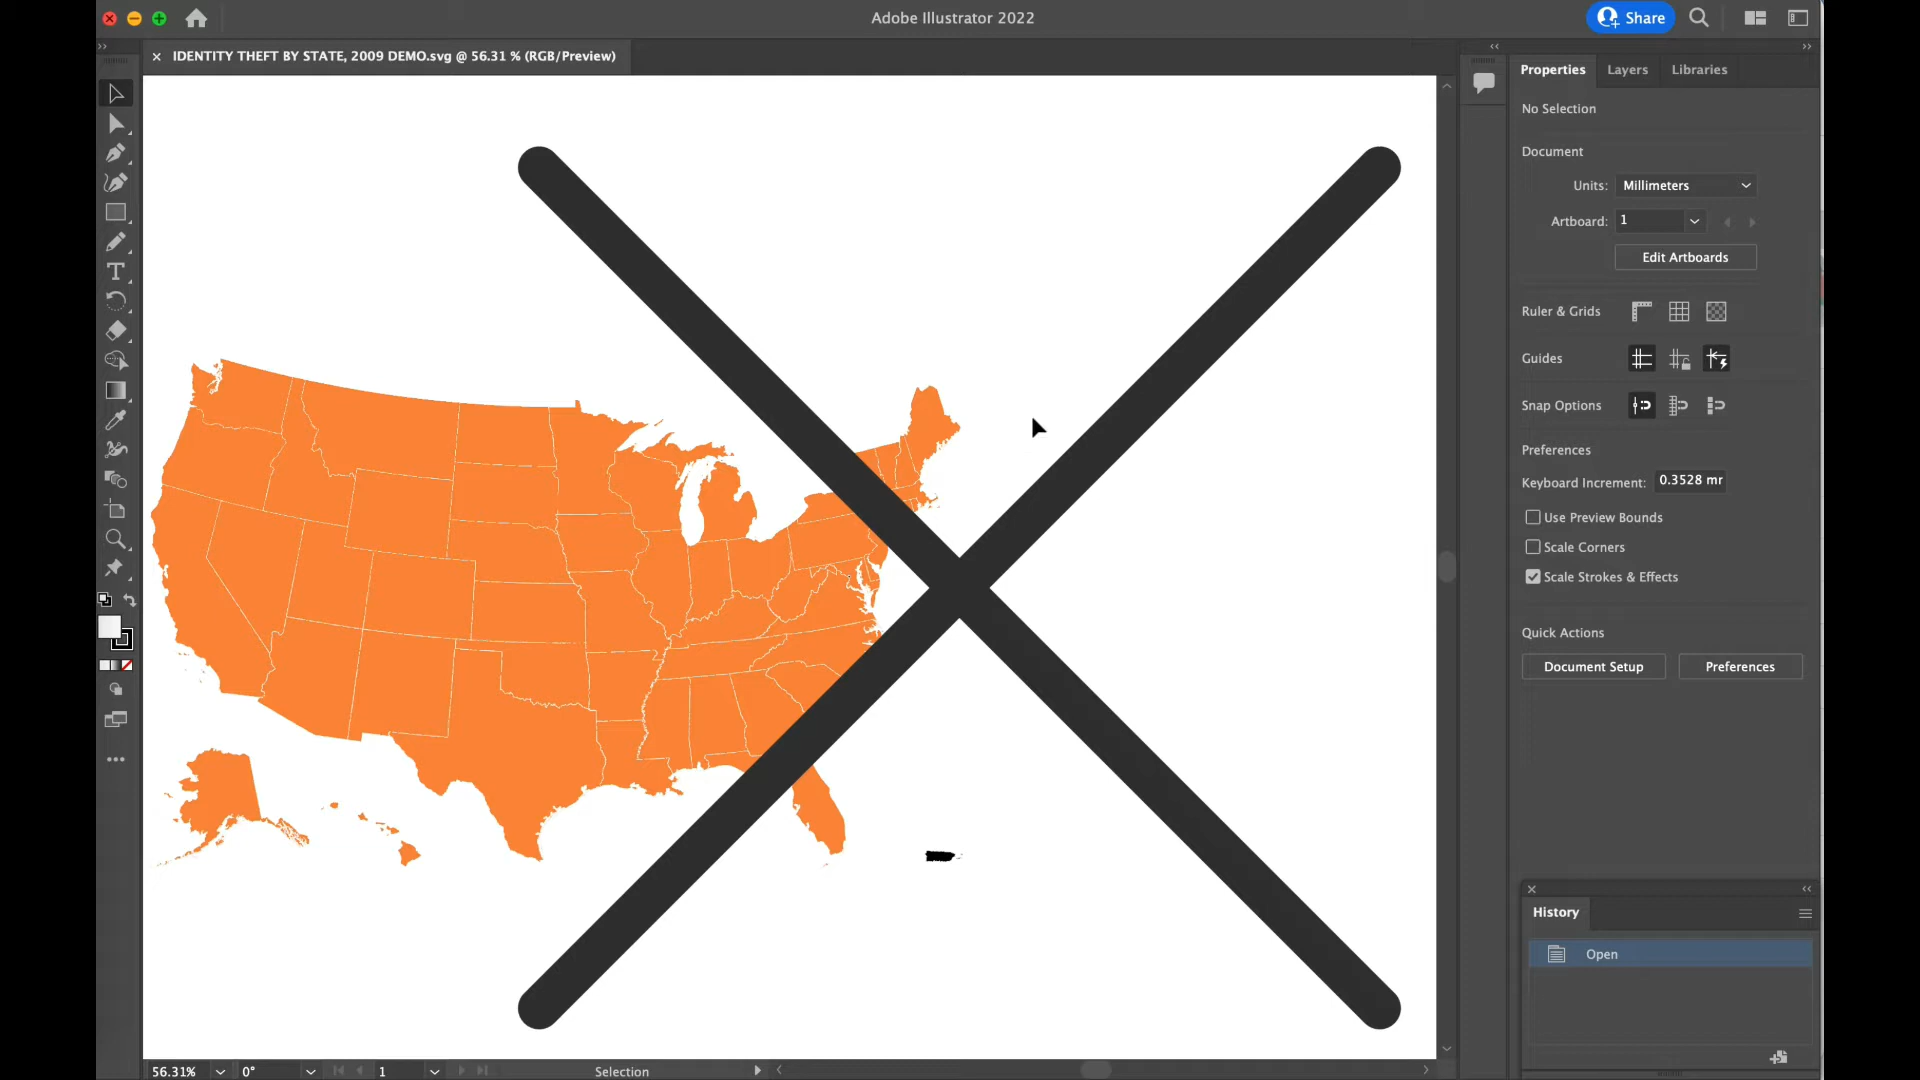 Adobe Illustrator 2022
Share
IDENTITY THEFT BY STATE, 2009 DEMO.svg @ 56.31 % (RGB/Preview)
Properties
Layers
Libraries
No Selection
Document
Units:
Millimeters
Artboard:
1
Edit Artboards
Ruler & Grids
Guides
Snap Options
Preferences
Keyboard Increment:
0.3528 mr
Use Preview Bounds
Scale Corners
Scale Strokes & Effects
Quick Actions
Document Setup
Preferences
History
Open
56.31%
0°
1
Selection